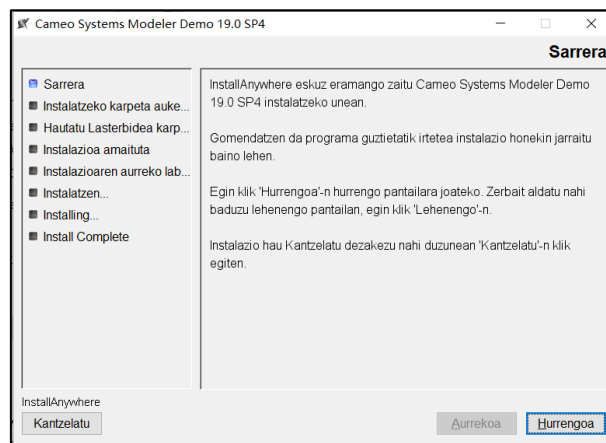 Cameo Systems Modeler Demo 19.0 SP4
Sarrera
Sarrera
Instalatzeko karpeta auke...
Hautatu Lasterbidea karp...
Instalazioa amaituta
Instalazioaren aurreko lab...
Instalatzen...
Installing...
Install Complete
InstallAnywhere eskuz eramango zaitu Cameo Systems Modeler Demo
19.0 SP4 instalatzeko unean.
Gomendatzen da programa guztietatik irtetea instalazio honekin jarraitu
baino lehen.
Egin klik 'Hurrengoa'-n hurrengo pantailara joateko. Zerbait aldatu nahi
baduzu lehenengo pantailan, egin klik 'Lehenengo'-n.
Instalazio hau Kantzelatu dezakezu nahi duzunean 'Kantzelatu'-n klik
egiten.
InstallAnywhere
Kantzelatu
Aurrekoa
Hurrengoa